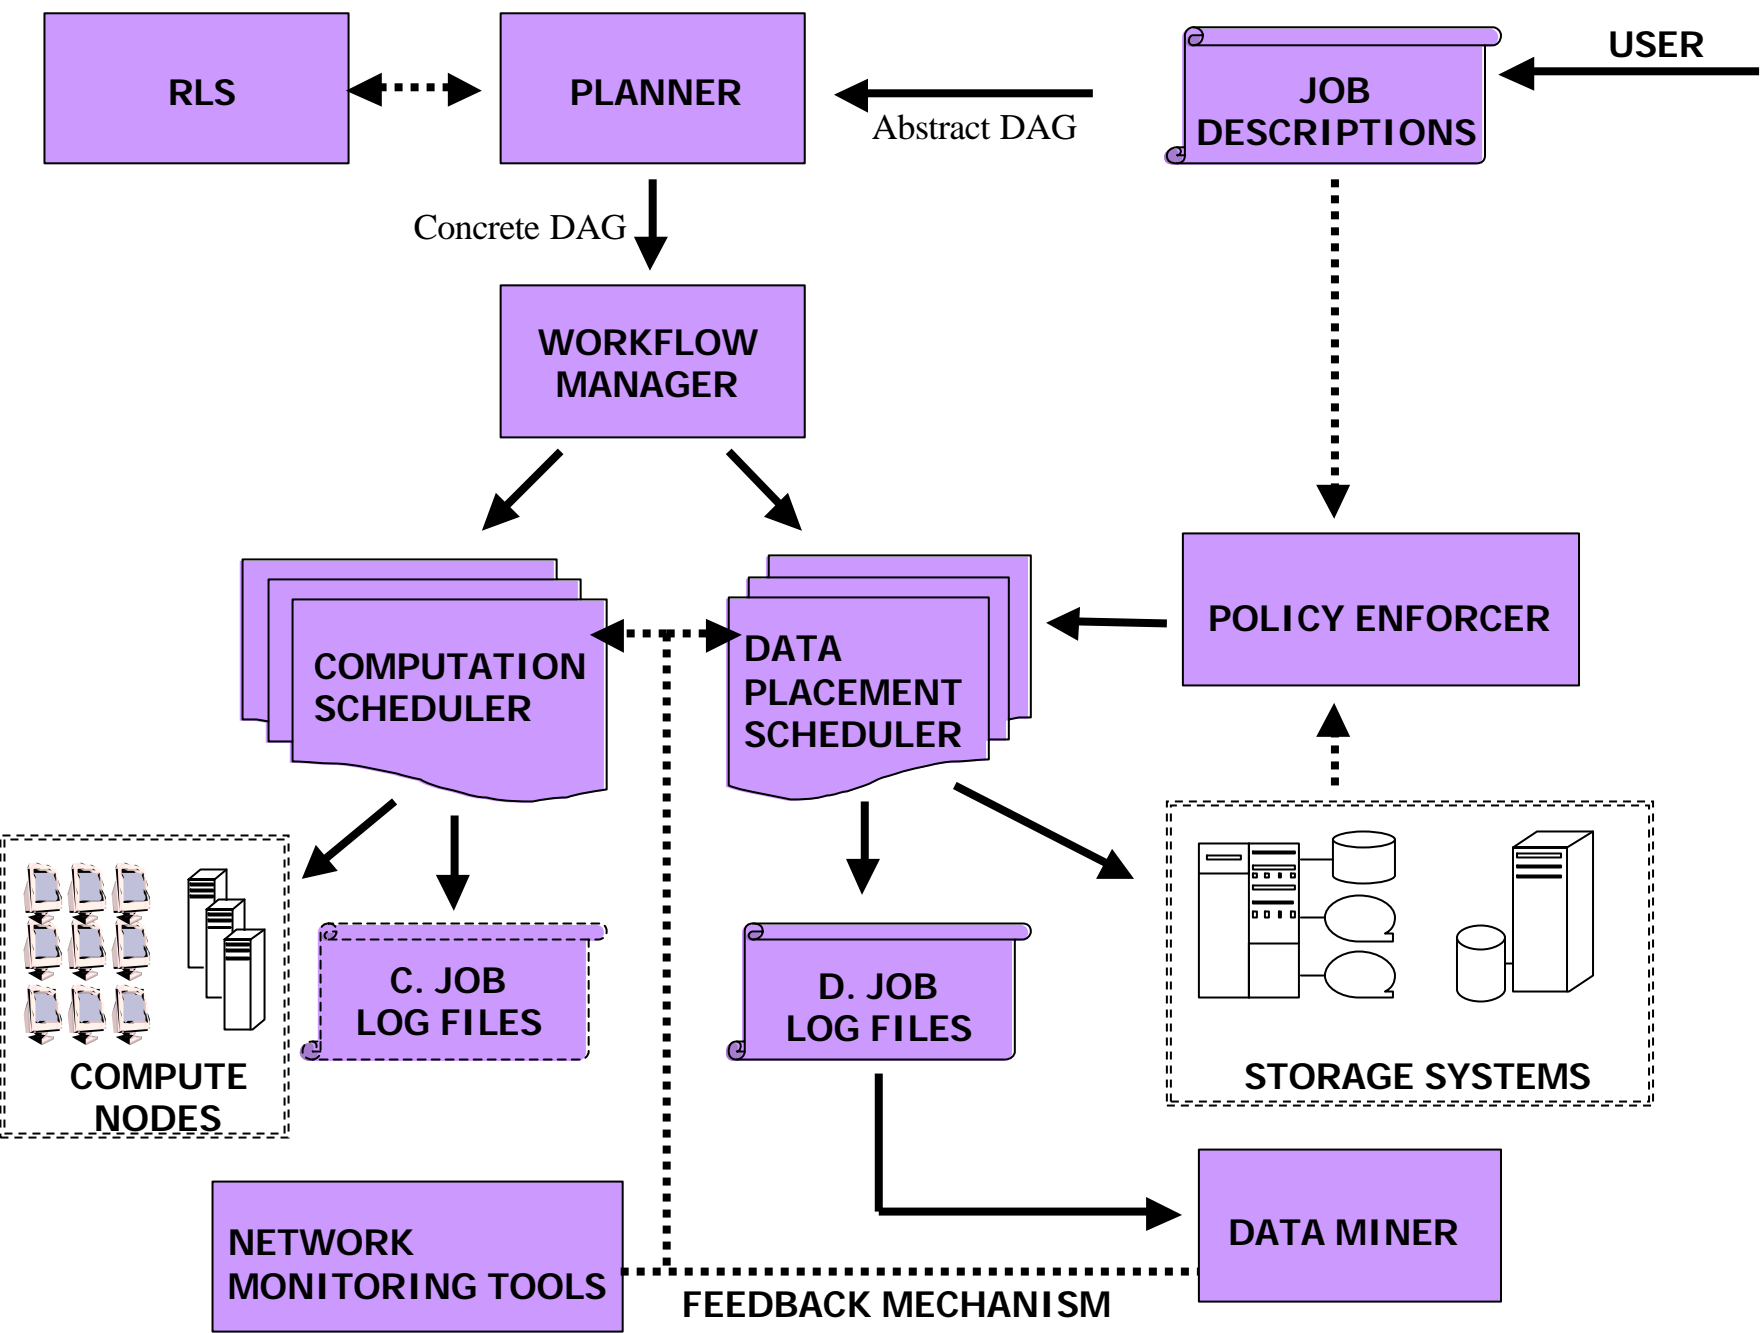 USER
RLS
PLANNER
JOB
DESCRIPTIONS
Abstract DAG
Concrete DAG
WORKFLOW
MANAGER
POLICY ENFORCER
COMPUTATION
SCHEDULER
DATA
PLACEMENT
SCHEDULER
C. JOB
LOG FILES
D. JOB
LOG FILES
COMPUTE
NODES
STORAGE SYSTEMS
NETWORK
MONITORING TOOLS
DATA MINER
FEEDBACK MECHANISM